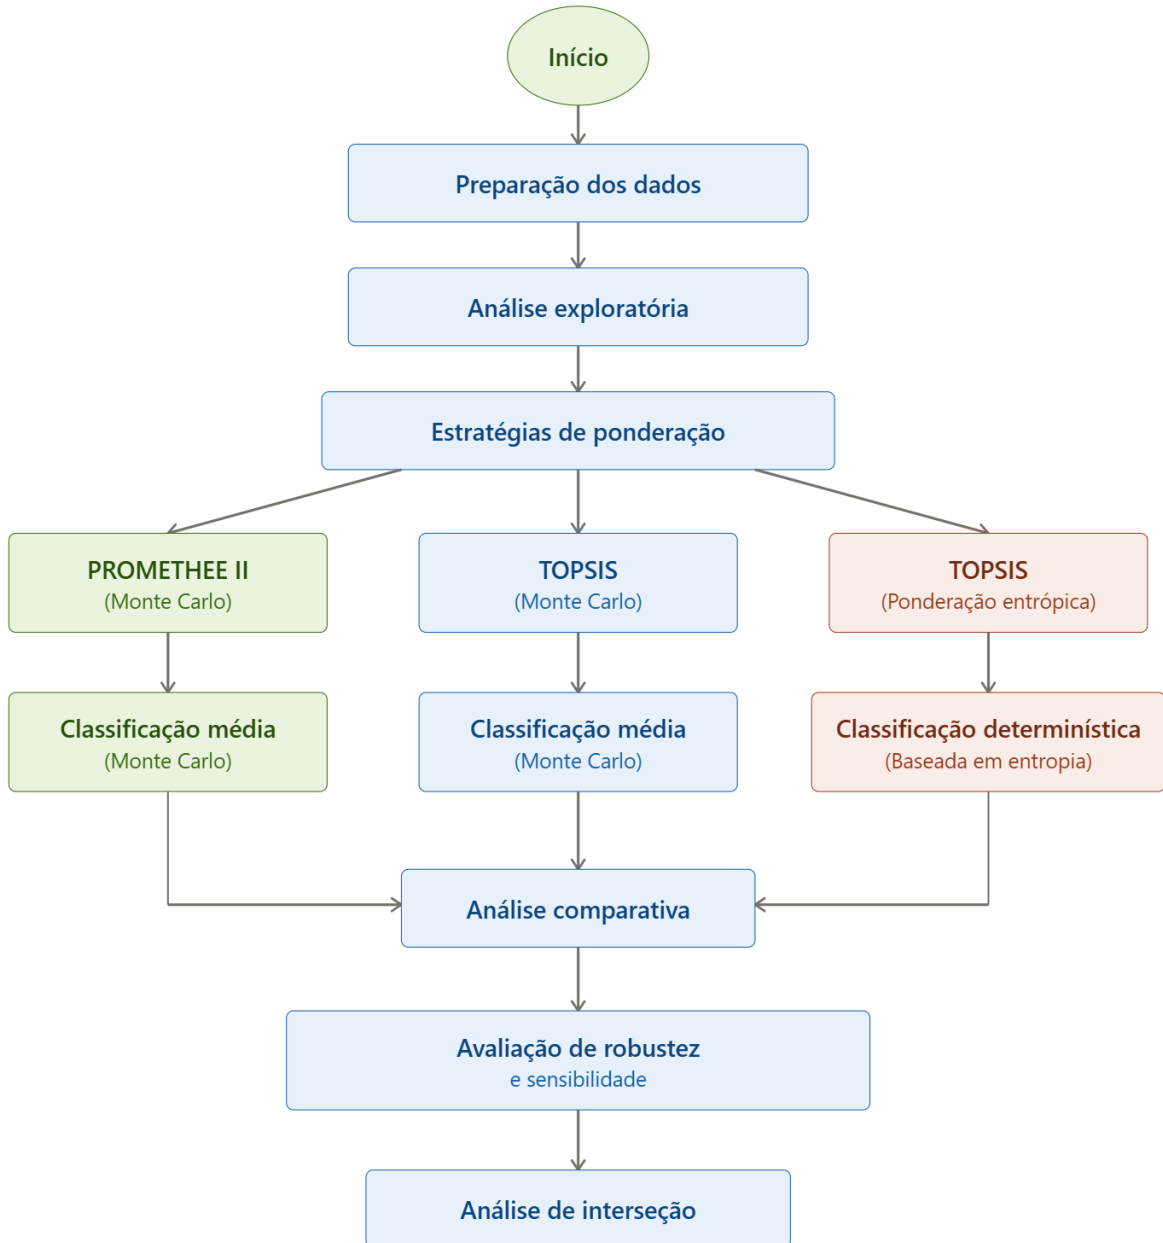 Início
Preparação dos dados
Análise exploratória
Estratégias de ponderação
PROMETHEE II
(Monte Carlo)
TOPSIS
(Monte Carlo)
TOPSIS
(Ponderação entrópica)
Classificação média
(Monte Carlo)
Classificação média
(Monte Carlo)
Classificação determinística
(Baseada em entropia)
Análise comparativa
Avaliação de robustez
e sensibilidade
Análise de interseção